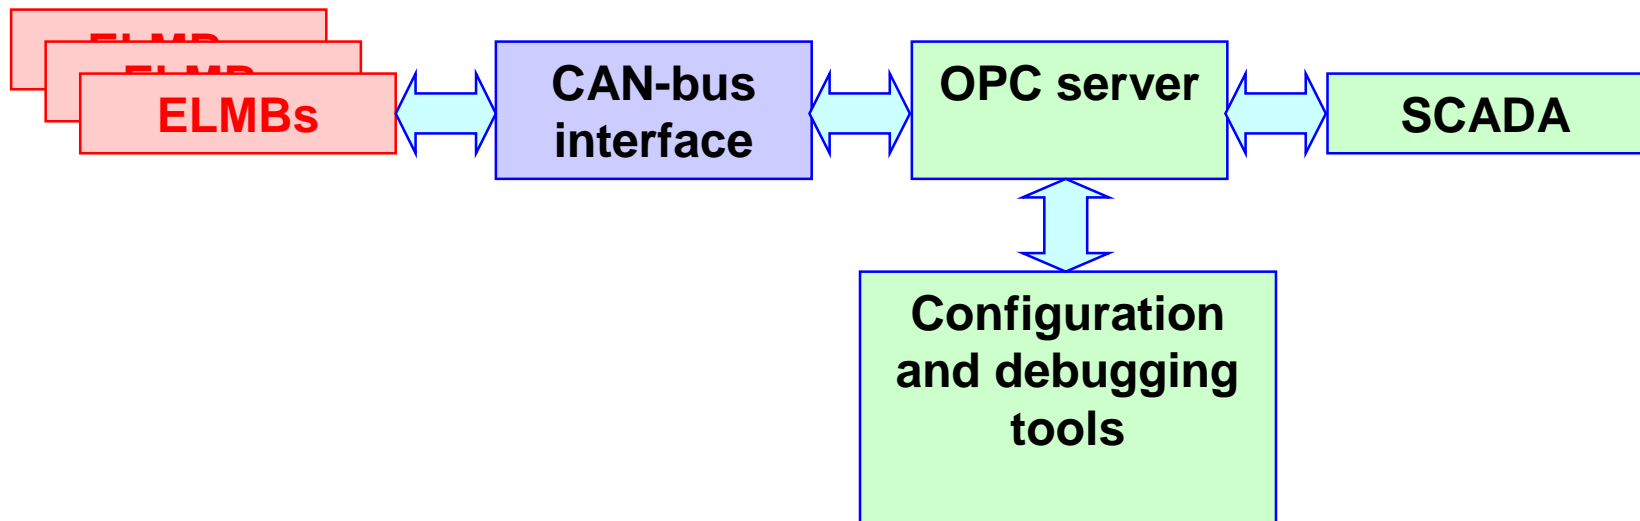 ELMBs
CAN-bus
interface
OPC server
SCADA
Configuration
and debugging
tools